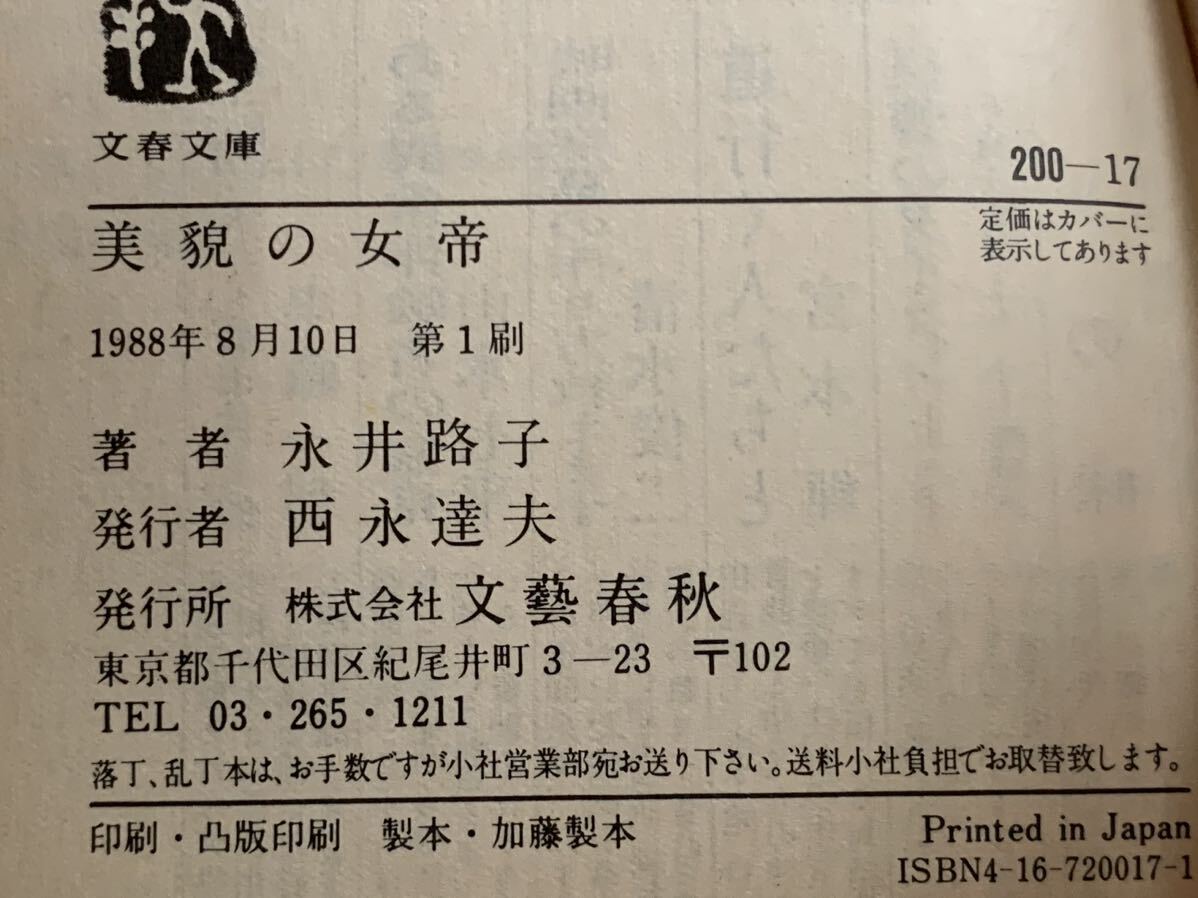 文春文庫
200—17
定価はカバーに
表示してあります
美貌の女帝
1988年8月10日 第1刷
著者 永井路子
発行者 西永達夫
発行所 株式会社 文藝春秋
東京都千代田区紀尾井町3—23 〒102
TEL 03・265・1211
落丁、乱丁本は、お手数ですが小社営業部宛お送り下さい。送料小社負担でお取替致します。
印刷・凸版印刷 製本・加藤製本
Printed in Japan
ISBN4-16-720017-1